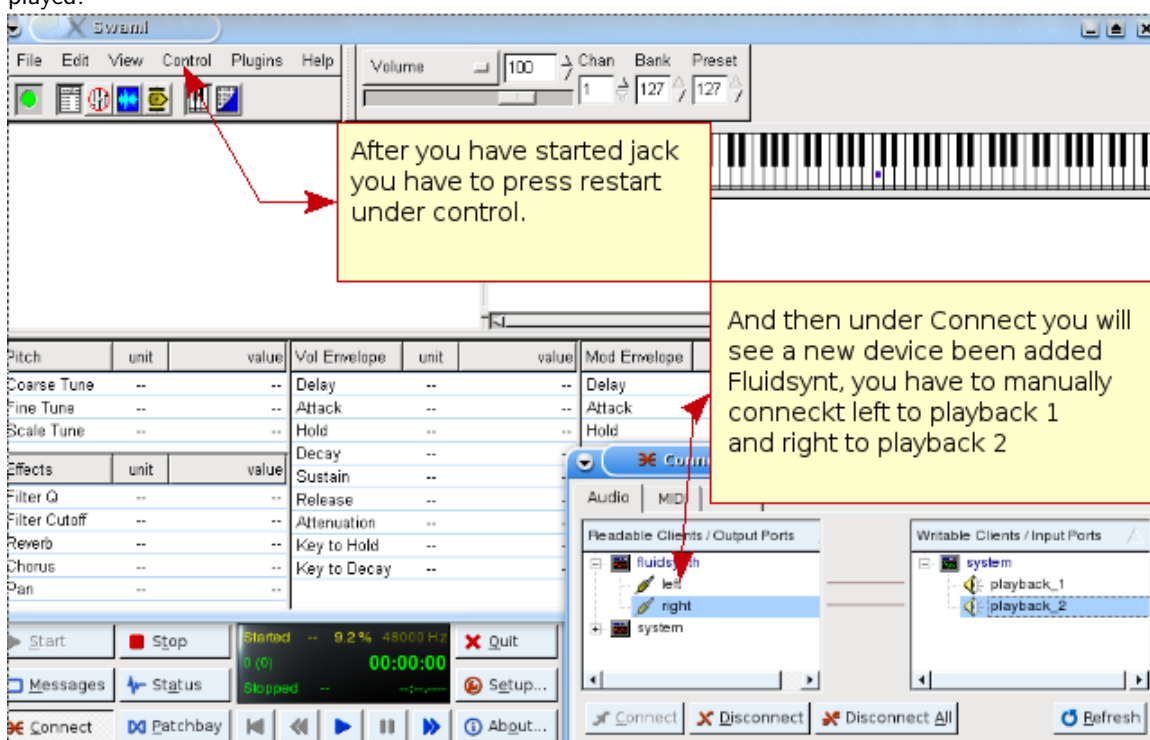 played?
Swami
File Edit View Control Plugins Help
Volume 100 Chan Bank Preset
1 127 127
After you have started jack
you have to press restart
under control.
And then under Connect you will
see a new device been added
Fluidsynt, you have to manually
conneckt left to playback 1
and right to playback 2
Pitch unit value Vol Envelope unit value Mod Envelope
Coarse Tune -- -- Delay -- -- Delay
Fine Tune -- -- Attack -- -- Attack
Scale Tune -- -- Hold -- -- Hold
Decay --
Effects unit value Sustain --
Filter Q -- -- Release --
Filter Cutoff -- -- Attenuation --
Reverb -- -- Key to Hold --
Chorus -- -- Key to Decay --
Pan -- --
Audio MIDI
Readable Clients / Output Ports Writable Clients / Input Ports
fluidsynth system
left playback_1
right playback_2
system
Start Stop Started -- 9.2 % 48000 Hz Quit
0 (0) 00:00:00
Messages Status Stopped -- --:--.---- Setup...
Connect Patchbay About...
Connect Disconnect Disconnect All Refresh